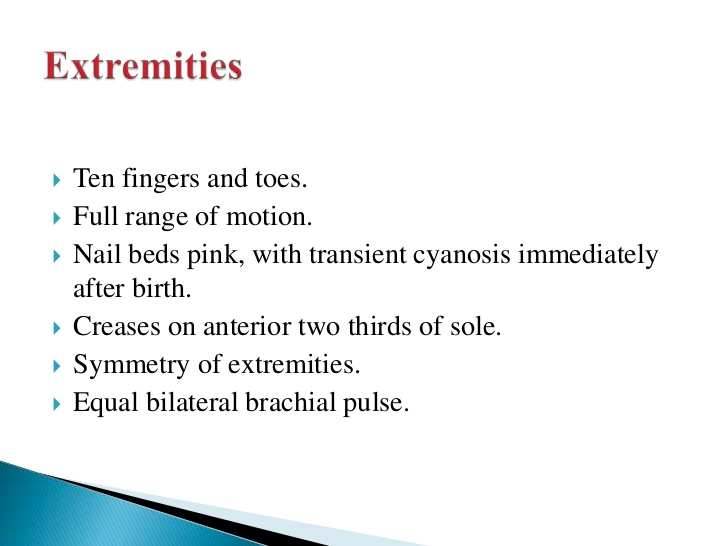 Extremities
Ten fingers and toes.
Full range of motion.
Nail beds pink, with transient cyanosis immediately
after birth.
Creases on anterior two thirds of sole.
Symmetry of extremities.
Equal bilateral brachial pulse.